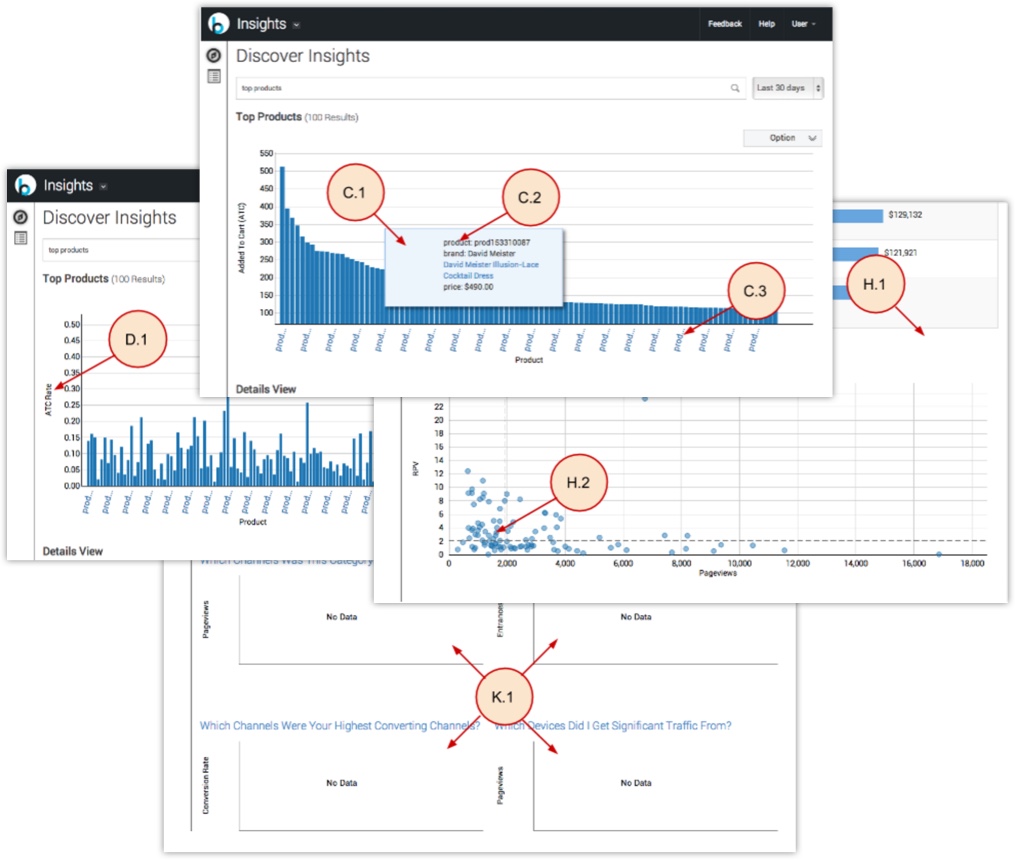 Insights
Feedback Help User
Discover Insights
top products
Last 30 days
Top Products (100 Results)
Option
550
500
450
400
350
300
250
200
150
100
Added To Cart (ATC)
C.1
C.2
product: prod153310087
brand: David Meister
David Meister Illusion-Lace
Cocktail Dress
price: $490.00
C.3
prod... prod... prod... prod... prod... prod... prod... prod... prod... prod... prod... prod... prod... prod... prod... prod... prod... prod... prod... prod...
Product
Details View
Insights
Discover Insights
top products
Top Products (100 Results)
D.1
0.50
0.45
0.40
0.35
0.30
0.25
0.20
0.15
0.10
0.05
0.00
ATC Rate
prod... prod... prod... prod... prod... prod... prod... prod... prod... prod... prod... prod...
Product
Details View
$129,132
$121,921
H.1
22
20
18
16
14
12
10
8
6
4
2
0
RPV
H.2
0 2,000 4,000 6,000 8,000 10,000 12,000 14,000 16,000 18,000
Pageviews
Which Channels Was This Category
Pageviews
No Data
Entrances
No Data
K.1
Which Channels Were Your Highest Converting Channels?
Which Devices Did I Get Significant Traffic From?
Conversion Rate
No Data
Pageviews
No Data